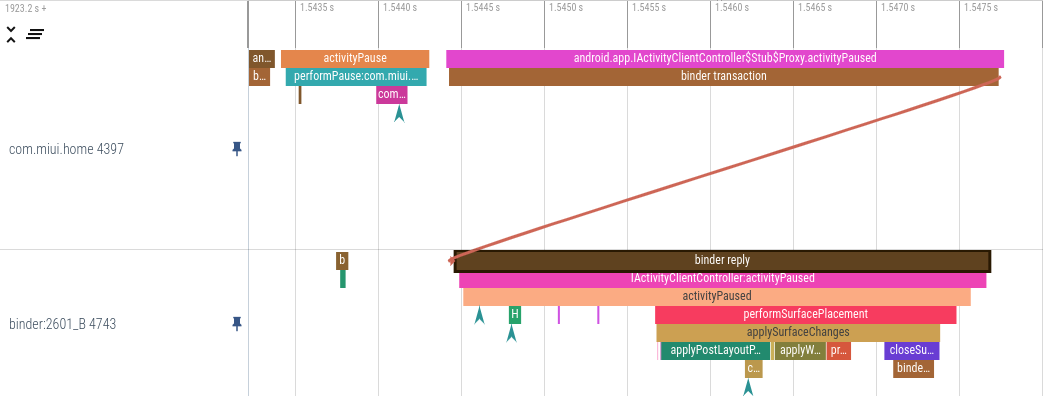 1923.2 s +
1.5435 s 1.5440 s 1.5445 s 1.5450 s 1.5455 s 1.5460 s 1.5465 s 1.5470 s 1.5475 s
an... activityPause android.app.IActivityClientController$Stub$Proxy.activityPaused
b... performPause:com.miui.... binder transaction
com...
com.miui.home 4397
b binder reply
IActivityClientController:activityPaused
activityPaused
H performSurfacePlacement
binder:2601_B 4743
applySurfaceChanges
applyPostLayoutP... applyW... pr... closeSu...
c... binde...